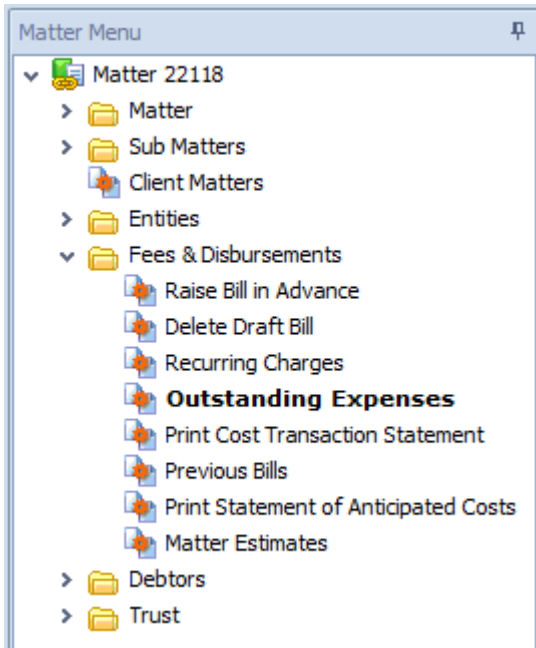 Matter Menu
Matter 22118
Matter
Sub Matters
Client Matters
Entities
Fees & Disbursements
Raise Bill in Advance
Delete Draft Bill
Recurring Charges
Outstanding Expenses
Print Cost Transaction Statement
Previous Bills
Print Statement of Anticipated Costs
Matter Estimates
Debtors
Trust